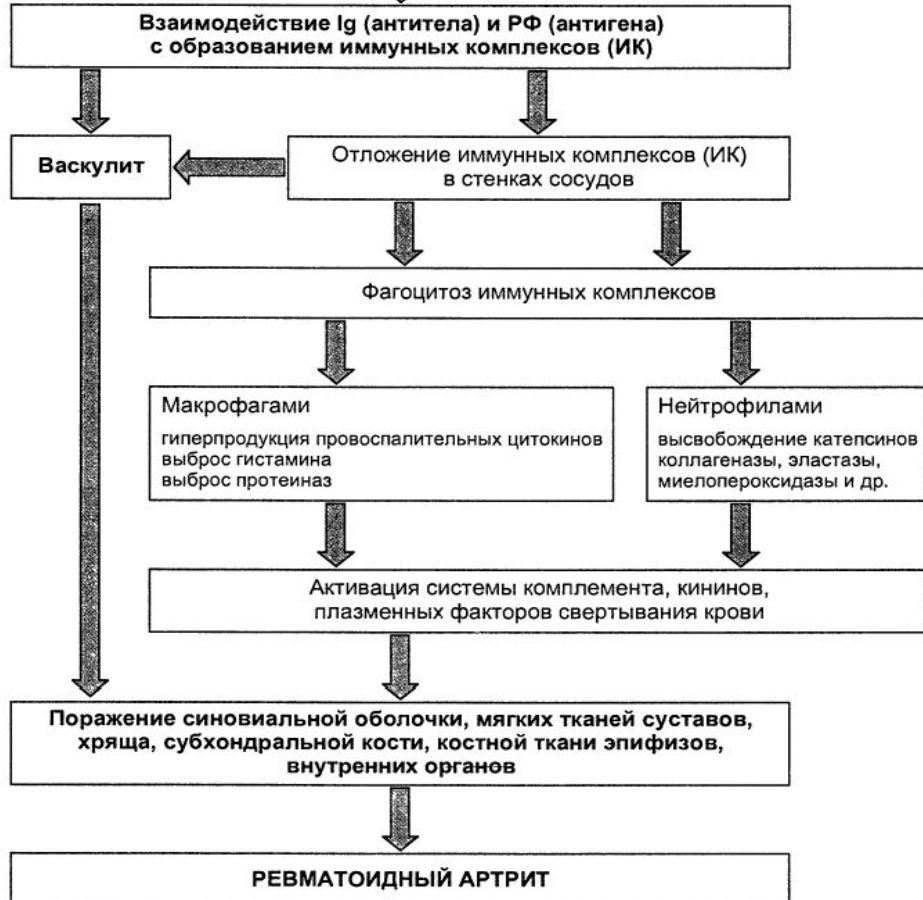 Взаимодействие Ig (антитела) и РФ (антигена)
с образованием иммунных комплексов (ИК)
Васкулит
Отложение иммунных комплексов (ИК)
в стенках сосудов
Фагоцитоз иммунных комплексов
Макрофагами
гиперпродукция провоспалительных цитокинов
выброс гистамина
выброс протеиназ
Нейтрофилами
высвобождение катепсинов
коллагеназы, эластазы,
миелопероксидазы и др.
Активация системы комплемента, кининов,
плазменных факторов свертывания крови
Поражение синовиальной оболочки, мягких тканей суставов,
хряща, субхондральной кости, костной ткани эпифизов,
внутренних органов
РЕВМАТОИДНЫЙ АРТРИТ